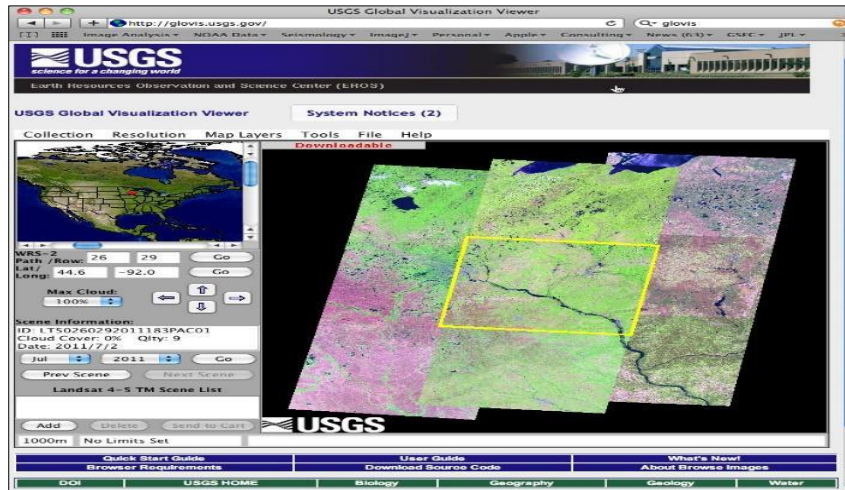 USGS Global Visualization Viewer
http://glovis.usgs.gov/
glovis
Image Analysis NOAA Data Seismology ImageJ Personal Apple Consulting News (63) GSFC JPL
USGS
science for a changing world
Earth Resources Observation and Science Center (EROS)
USGS Global Visualization Viewer System Notices (2)
Collection Resolution Map Layers Tools File Help
Downloadable
WRS-2
Path /Row: 26 29 Go
Lat/
Long: 44.6 -92.0 Go
Max Cloud:
100%
Scene Information:
ID: LT50260292011183PAC01
Cloud Cover: 0% Qlty: 9
Date: 2011/7/2
Jul 2011 Go
Prev Scene Next Scene
Landsat 4-5 TM Scene List
Add Delete Send to Cart
USGS
1000m No Limits Set
Quick Start Guide User Guide What's New!
Browser Requirements Download Source Code About Browse Images
DOI USGS HOME Biology Geography Geology Water